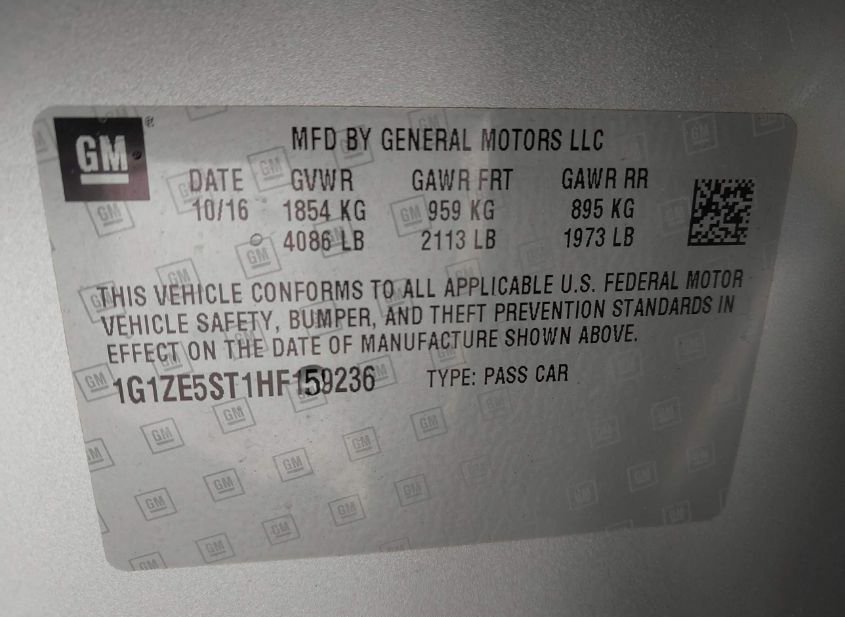 GM
MFD BY GENERAL MOTORS LLC
DATE GVWR GAWR FRT GAWR RR
10/16 1854 KG 959 KG 895 KG
4086 LB 2113 LB 1973 LB
THIS VEHICLE CONFORMS TO ALL APPLICABLE U.S. FEDERAL MOTOR
VEHICLE SAFETY, BUMPER, AND THEFT PREVENTION STANDARDS IN
EFFECT ON THE DATE OF MANUFACTURE SHOWN ABOVE.
1G1ZE5ST1HF159236 TYPE: PASS CAR